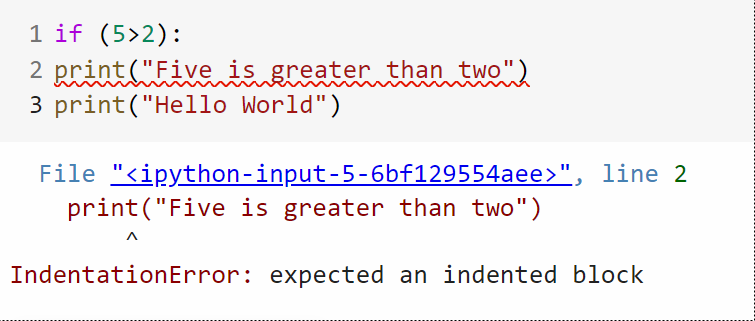 1 if (5>2):
2 print("Five is greater than two")
3 print("Hello World")
File "<ipython-input-5-6bf129554aee>", line 2
print("Five is greater than two")
^
IndentationError: expected an indented block